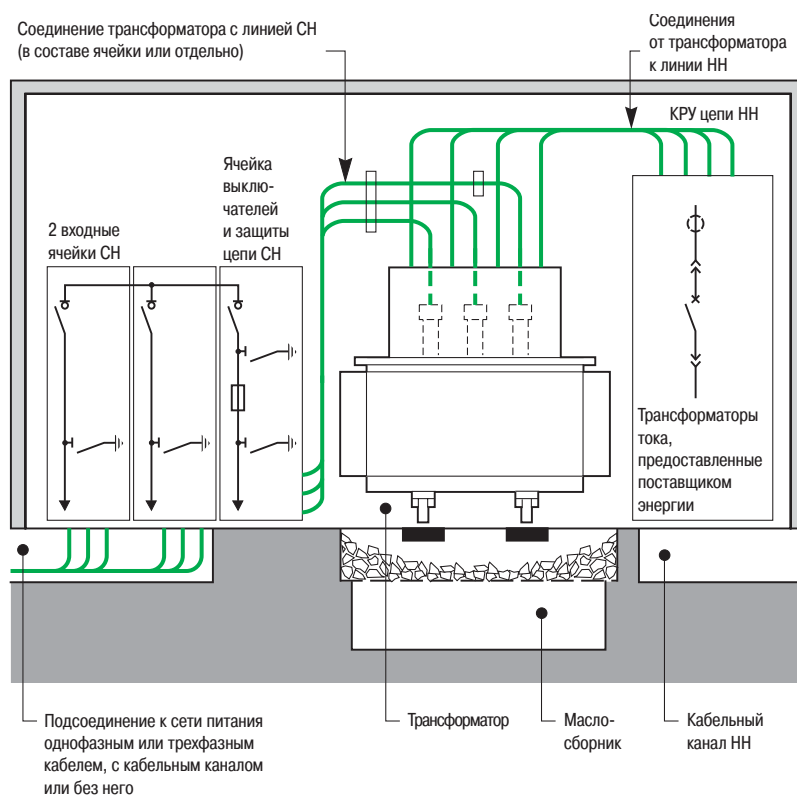 Соединение трансформатора с линией СН
(в составе ячейки или отдельно)
Соединения
от трансформатора
к линии НН
КРУ цепи НН
Ячейка
выклю-
чателей
и защиты
цепи СН
2 входные
ячейки СН
Трансформаторы
тока,
предоставленные
поставщиком
энергии
Подсоединение к сети питания
однофазным или трехфазным
кабелем, с кабельным каналом
или без него
Трансформатор
Масло-
сборник
Кабельный
канал НН